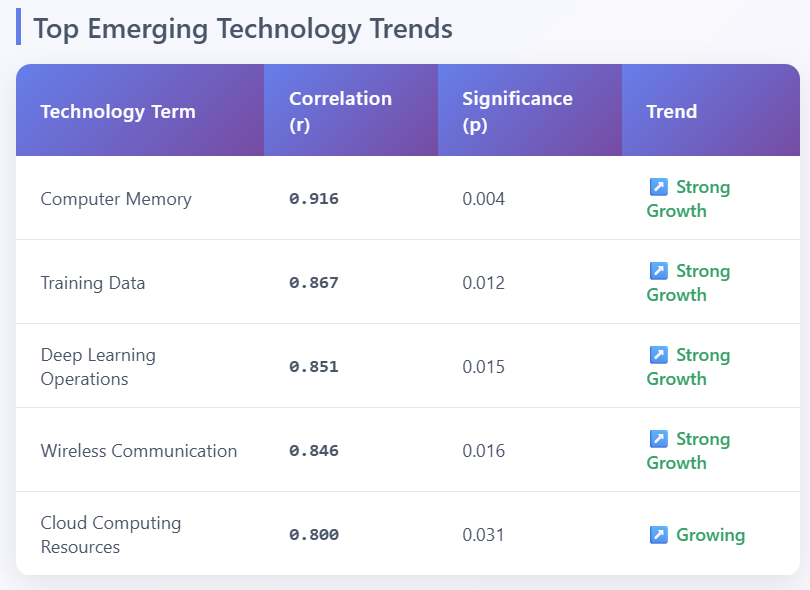 Top Emerging Technology Trends
Technology Term
Correlation
(r)
Significance
(p)
Trend
Computer Memory
0.916
0.004
↗ Strong
Growth
Training Data
0.867
0.012
↗ Strong
Growth
Deep Learning
Operations
0.851
0.015
↗ Strong
Growth
Wireless Communication
0.846
0.016
↗ Strong
Growth
Cloud Computing
Resources
0.800
0.031
↗ Growing